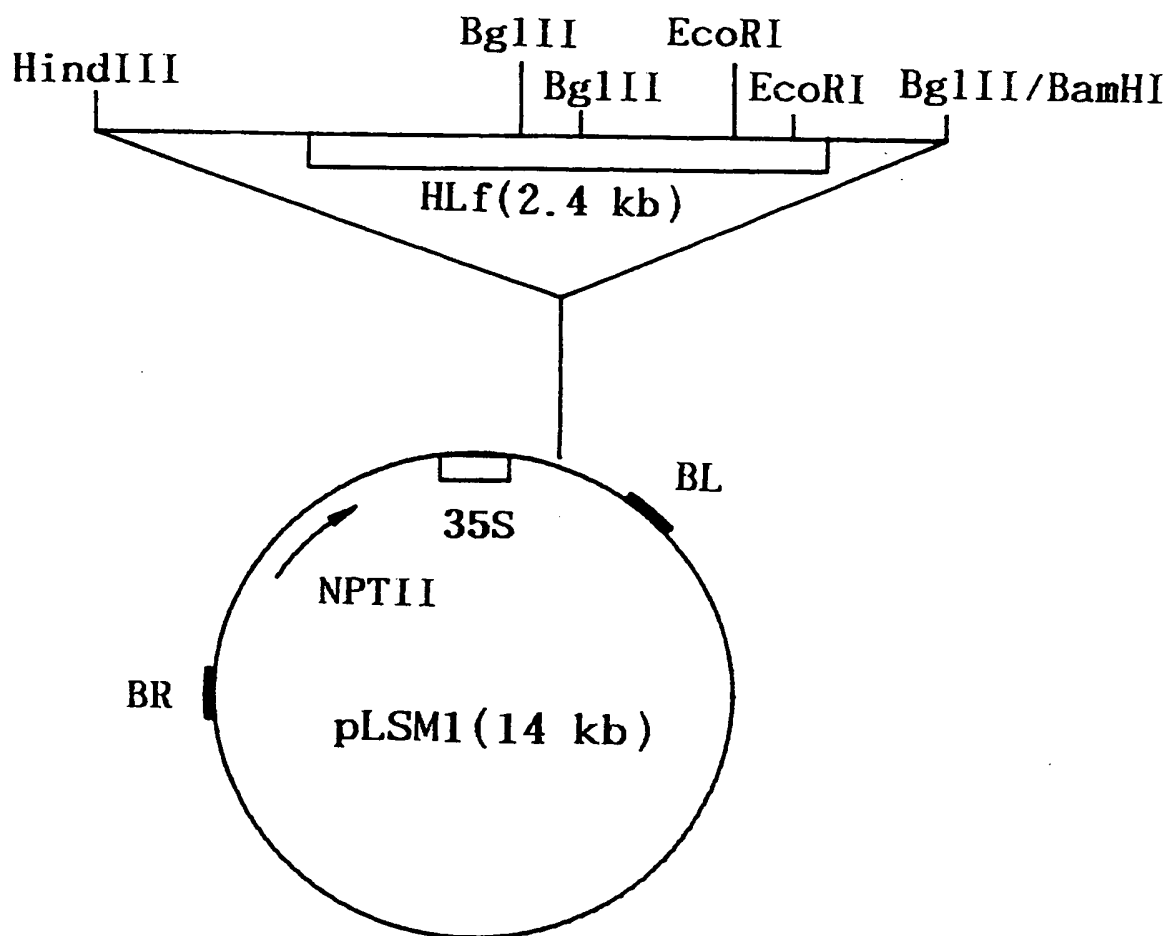 BglII EcoRI
HindIII BglII EcoRI BglII/BamHI
HLf(2.4 kb)
BL
35S
NPTII
BR
pLSM1(14 kb)